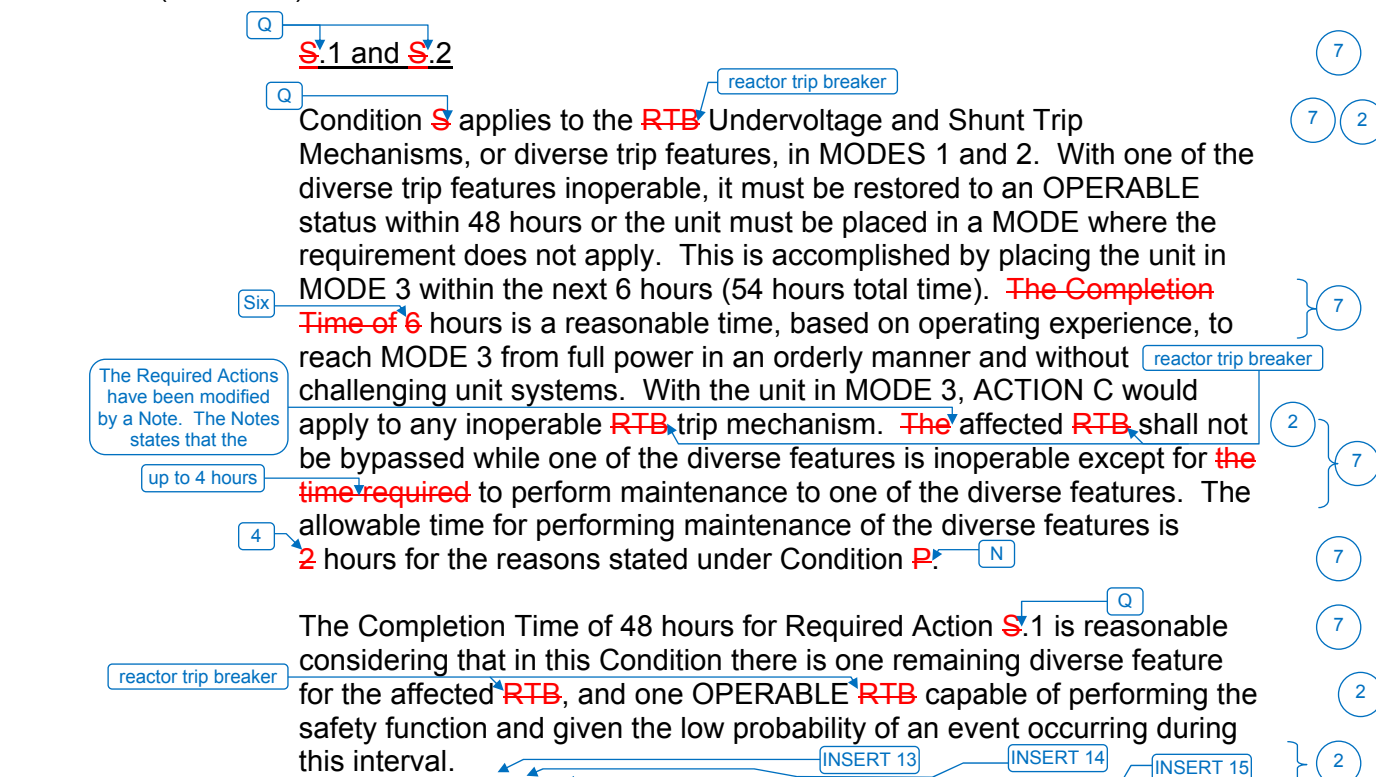 Q
S.1 and S.2
7
reactor trip breaker
Q
Condition S applies to the RTB Undervoltage and Shunt Trip
7 2
Mechanisms, or diverse trip features, in MODES 1 and 2. With one of the
diverse trip features inoperable, it must be restored to an OPERABLE
status within 48 hours or the unit must be placed in a MODE where the
requirement does not apply. This is accomplished by placing the unit in
MODE 3 within the next 6 hours (54 hours total time). The Completion
Six
7
Time of 6 hours is a reasonable time, based on operating experience, to
reach MODE 3 from full power in an orderly manner and without
reactor trip breaker
The Required Actions
have been modified
by a Note. The Notes
states that the
challenging unit systems. With the unit in MODE 3, ACTION C would
apply to any inoperable RTB trip mechanism. The affected RTB shall not
2
be bypassed while one of the diverse features is inoperable except for the
7
up to 4 hours
time required to perform maintenance to one of the diverse features. The
allowable time for performing maintenance of the diverse features is
4
2 hours for the reasons stated under Condition P.
N
7
Q
The Completion Time of 48 hours for Required Action S.1 is reasonable
7
considering that in this Condition there is one remaining diverse feature
reactor trip breaker
for the affected RTB, and one OPERABLE RTB capable of performing the
2
safety function and given the low probability of an event occurring during
this interval.
INSERT 13
INSERT 14
INSERT 15
2